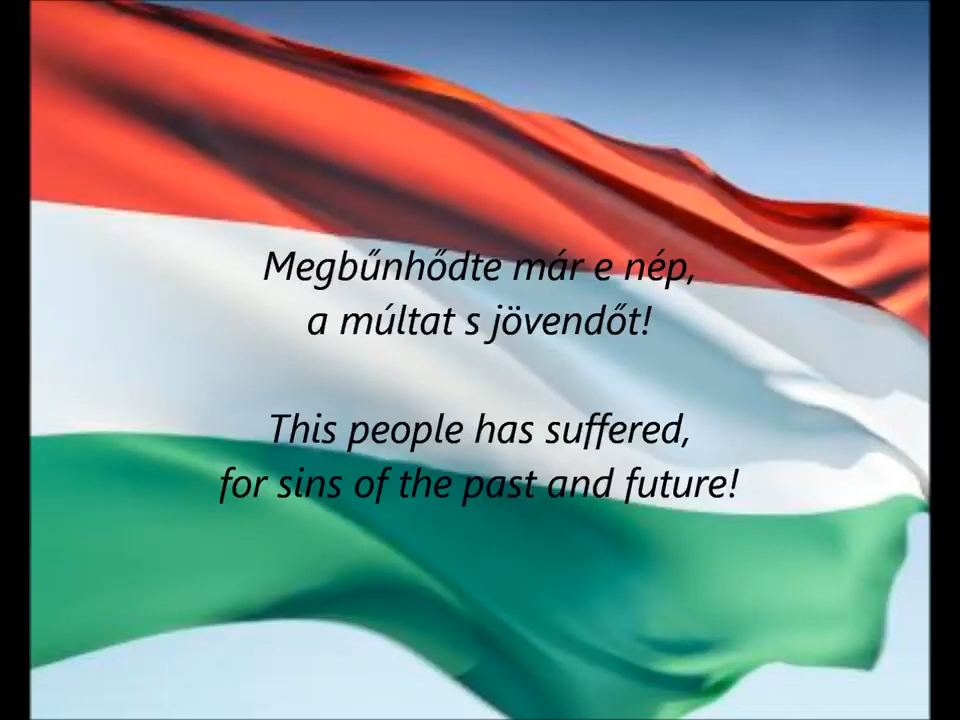 Megbűnhődte már e nép,
a múltat s jövendőt!
This people has suffered,
for sins of the past and future!